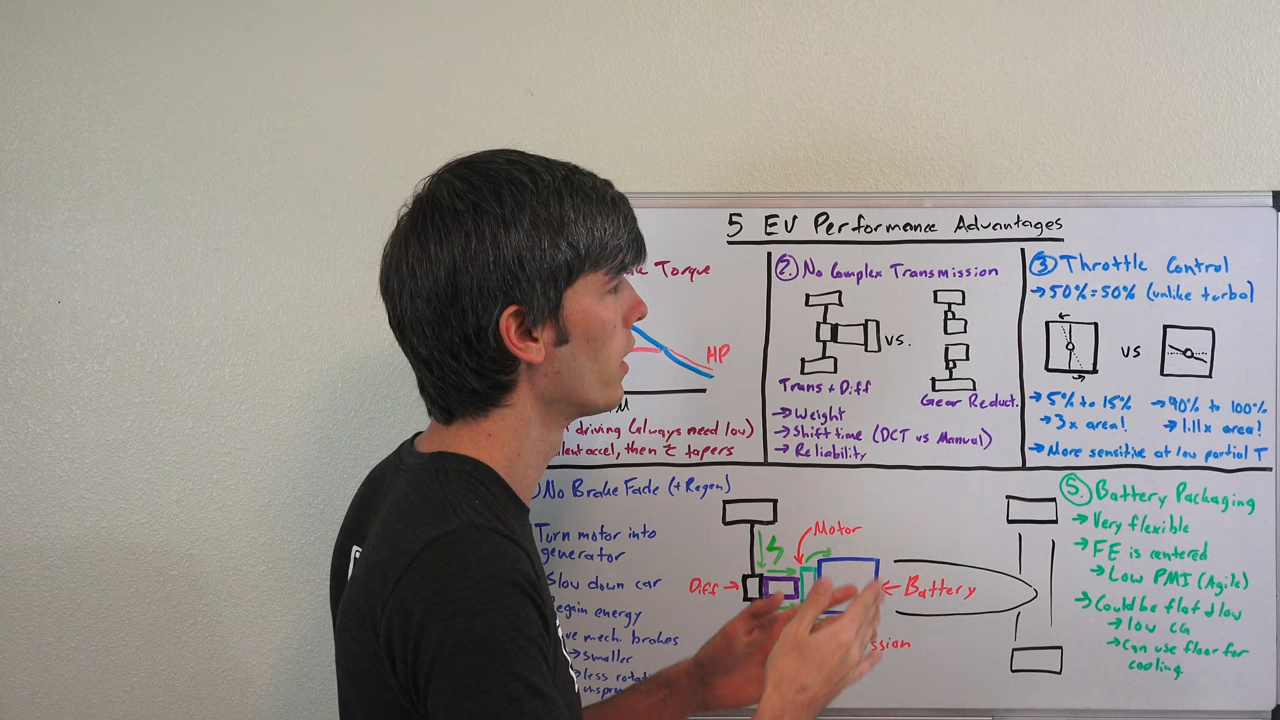 5 EV Performance Advantages
Torque
HP
driving (always need low)
accel, then τ tapers
2. No Complex Transmission
vs.
Trans + Diff
Gear Reduct.
→ Weight
→ Shift time (DCT vs Manual)
→ Reliability
3 Throttle Control
→ 50% = 50% (unlike turbo)
vs
→ 5% to 15%
→ 3x area!
→ 90% to 100%
→ 1.11x area!
→ More sensitive at low partial T
No Brake Fade (+Regen)
Turn motor into
generator
Slow down car
Regain energy
mech. brakes
→ smaller
→ less
Motor
Diff →
← Battery
5. Battery Packaging
→ Very flexible
→ FE is centered
→ Low PMI (Agile)
→ Could be flat & low
→ low CG
→ Can use floor for
cooling